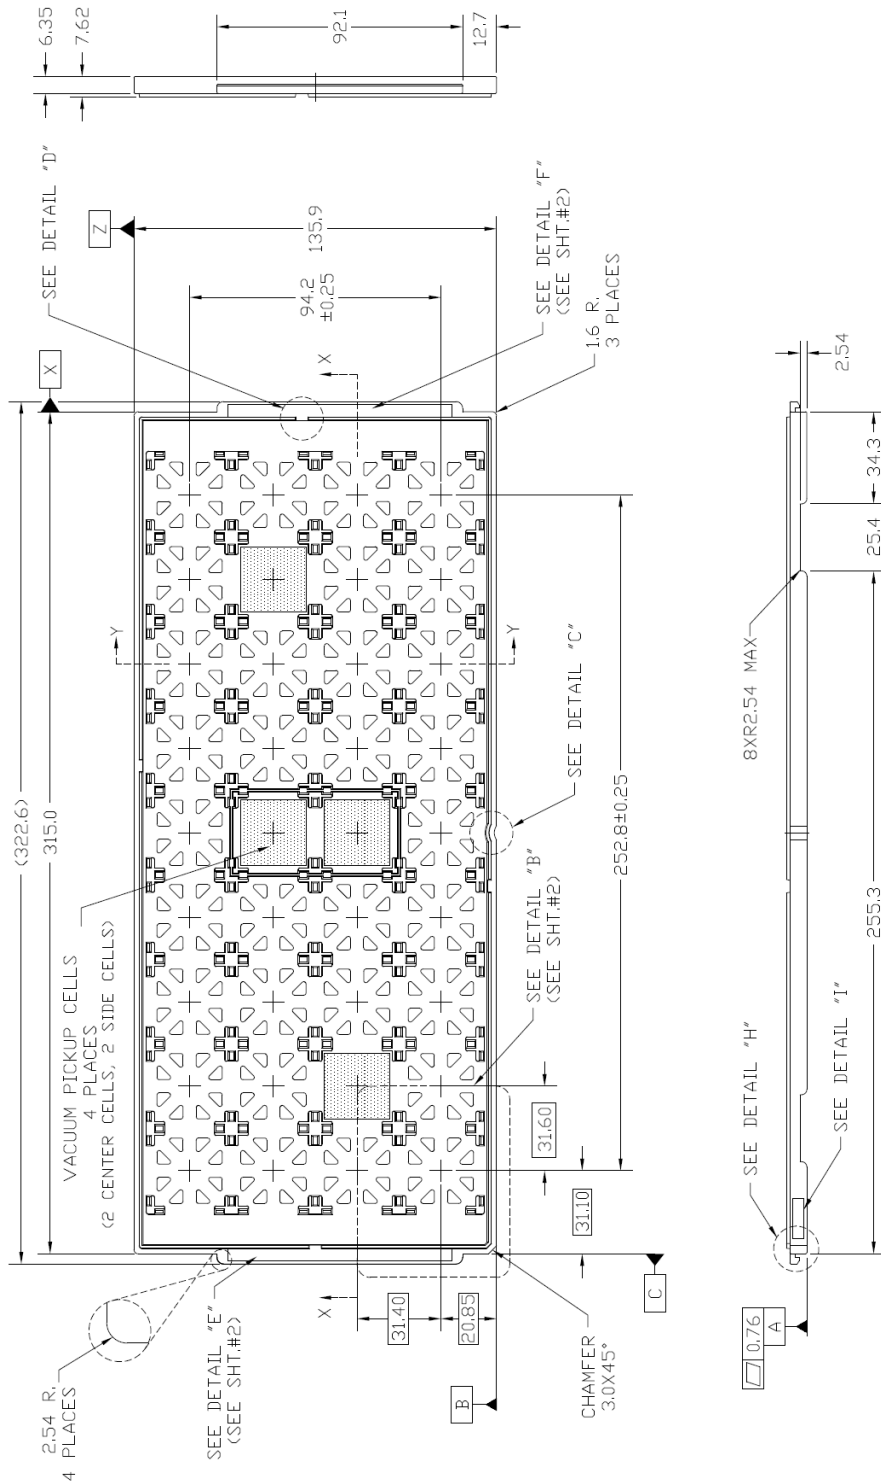 (322.6)
315.0
2.54 R.
4 PLACES
VACUUM PICKUP CELLS
4 PLACES
(2 CENTER CELLS, 2 SIDE CELLS)
SEE DETAIL "D"
6.35
7.62
X
Z
Y
Y
92.1
12.7
135.9
94.2
±0.25
X
X
SEE DETAIL "E"
(SEE SHT.#2)
31.40
20.85
B
CHAMFER
3.0X45°
C
31.10
31.60
SEE DETAIL "B"
(SEE SHT.#2)
SEE DETAIL "C"
252.8±0.25
SEE DETAIL "F"
(SEE SHT.#2)
1.6 R.
3 PLACES
SEE DETAIL "H"
8XR2.54 MAX
2.54
0.76
A
SEE DETAIL "I"
255.3
25.4
34.3